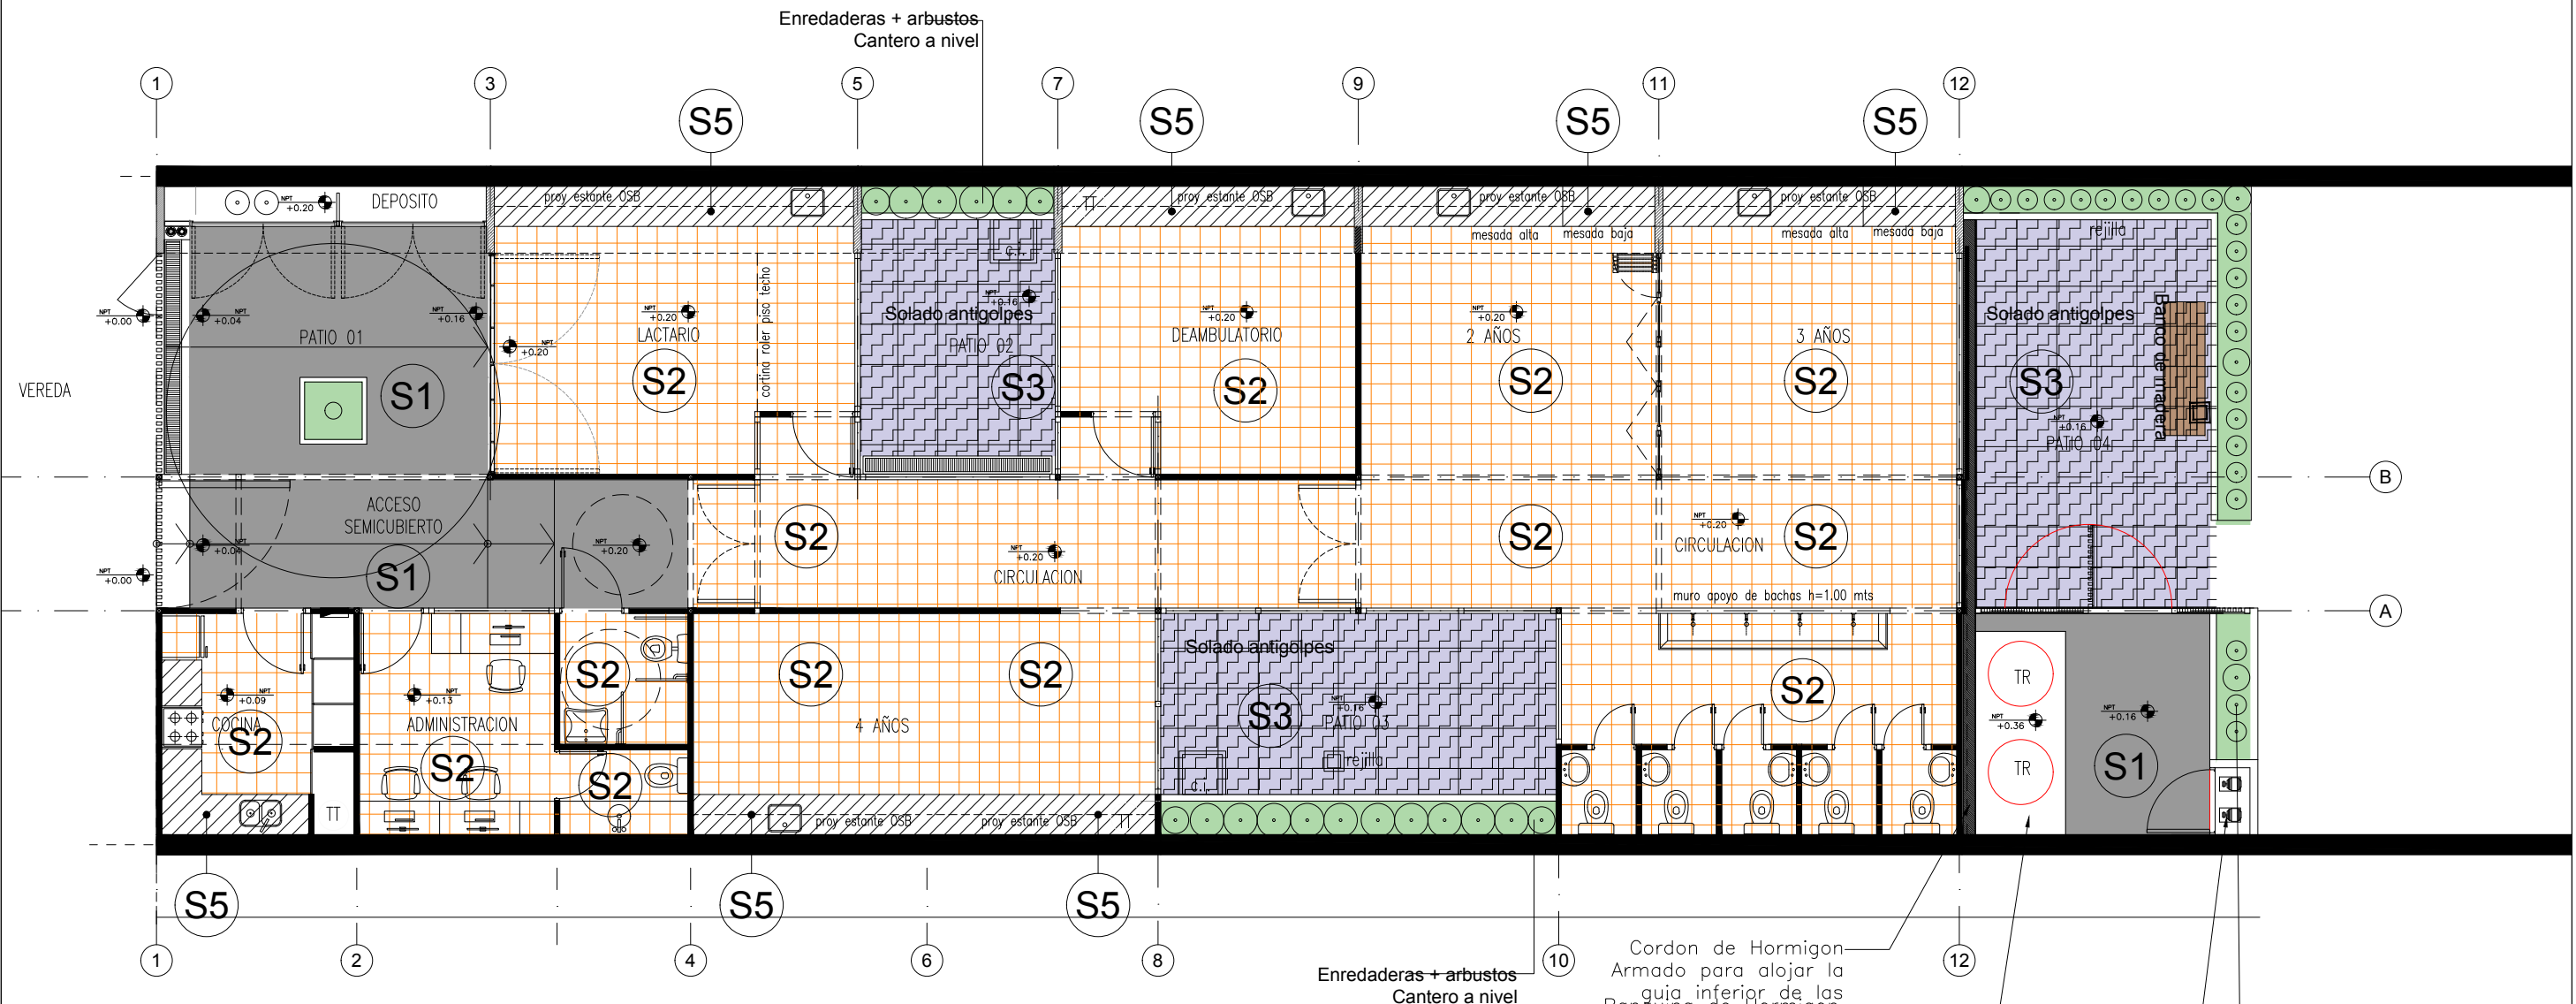 Enredaderas + arbustos
Cantero a nivel
1
3
5
7
9
11
12
S5
S5
S5
S5
NPT
+0.20
DEPOSITO
proy estante OSB
TT
proy estante OSB
proy estante OSB
proy estante OSB
mesada alta
mesada baja
mesada alta
mesada baja
rejilla
C.I.
cortina roler piso techo
NPT
+0.00
NPT
+0.04
NPT
+0.16
NPT
+0.20
NPT
+0.20
NPT
+0.16
NPT
+0.20
NPT
+0.20
Solado antigolpes
Solado antigolpes
Banco de madera
PATIO 01
LACTARIO
PATIO 02
DEAMBULATORIO
2 AÑOS
3 AÑOS
VEREDA
S1
S2
S3
S2
S2
S2
S3
NPT
+0.16
PATIO 04
B
ACCESO
SEMICUBIERTO
NPT
+0.04
NPT
+0.20
NPT
+0.00
S1
S2
NPT
+0.20
CIRCULACION
S2
NPT
+0.20
CIRCULACION
S2
muro apoyo de bachas h=1.00 mts
A
Solado antigolpes
S2
S2
S2
S2
NPT
+0.09
COCINA
S2
NPT
+0.13
ADMINISTRACION
S2
S2
4 AÑOS
S3
NPT
+0.16
PATIO 03
rejilla
C.I.
TR
TR
NPT
+0.36
NPT
+0.16
S1
TT
proy estante OSB
proy estante OSB
TT
S5
S5
S5
1
2
4
6
8
10
12
Enredaderas + arbustos
Cantero a nivel
Cordon de Hormigon
Armado para alojar la
guia inferior de las